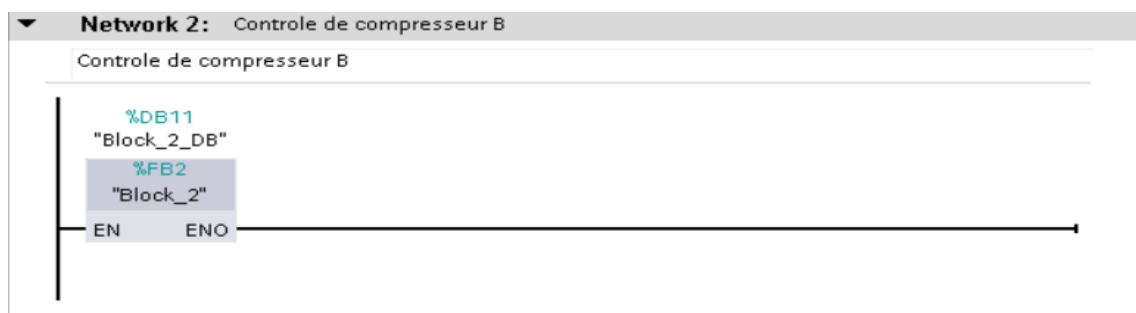 Network 2: Controle de compresseur B
Controle de compresseur B
%DB11
"Block_2_DB"
%FB2
"Block_2"
EN ENO